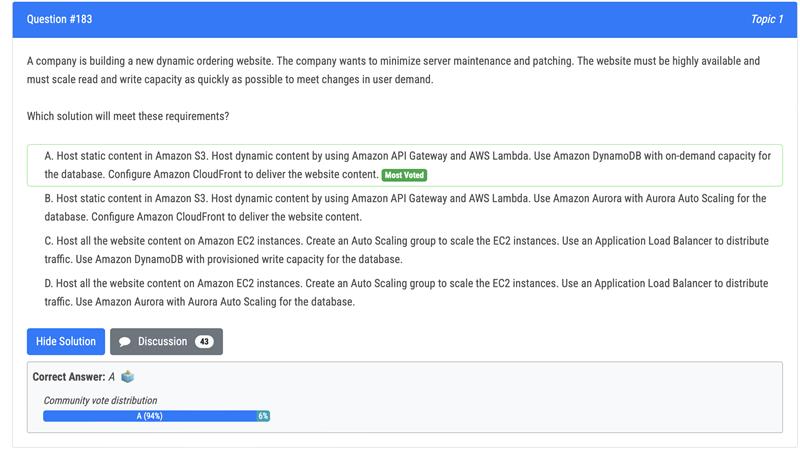 Question #183
Topic 1
A company is building a new dynamic ordering website. The company wants to minimize server maintenance and patching. The website must be highly available and
must scale read and write capacity as quickly as possible to meet changes in user demand.
Which solution will meet these requirements?
A. Host static content in Amazon S3. Host dynamic content by using Amazon API Gateway and AWS Lambda. Use Amazon DynamoDB with on-demand capacity for
the database. Configure Amazon CloudFront to deliver the website content. Most Voted
B. Host static content in Amazon S3. Host dynamic content by using Amazon API Gateway and AWS Lambda. Use Amazon Aurora with Aurora Auto Scaling for the
database. Configure Amazon CloudFront to deliver the website content.
C. Host all the website content on Amazon EC2 instances. Create an Auto Scaling group to scale the EC2 instances. Use an Application Load Balancer to distribute
traffic. Use Amazon DynamoDB with provisioned write capacity for the database.
D. Host all the website content on Amazon EC2 instances. Create an Auto Scaling group to scale the EC2 instances. Use an Application Load Balancer to distribute
traffic. Use Amazon Aurora with Aurora Auto Scaling for the database.
Hide Solution
Discussion 43
Correct Answer: A
Community vote distribution
A (94%)
6%